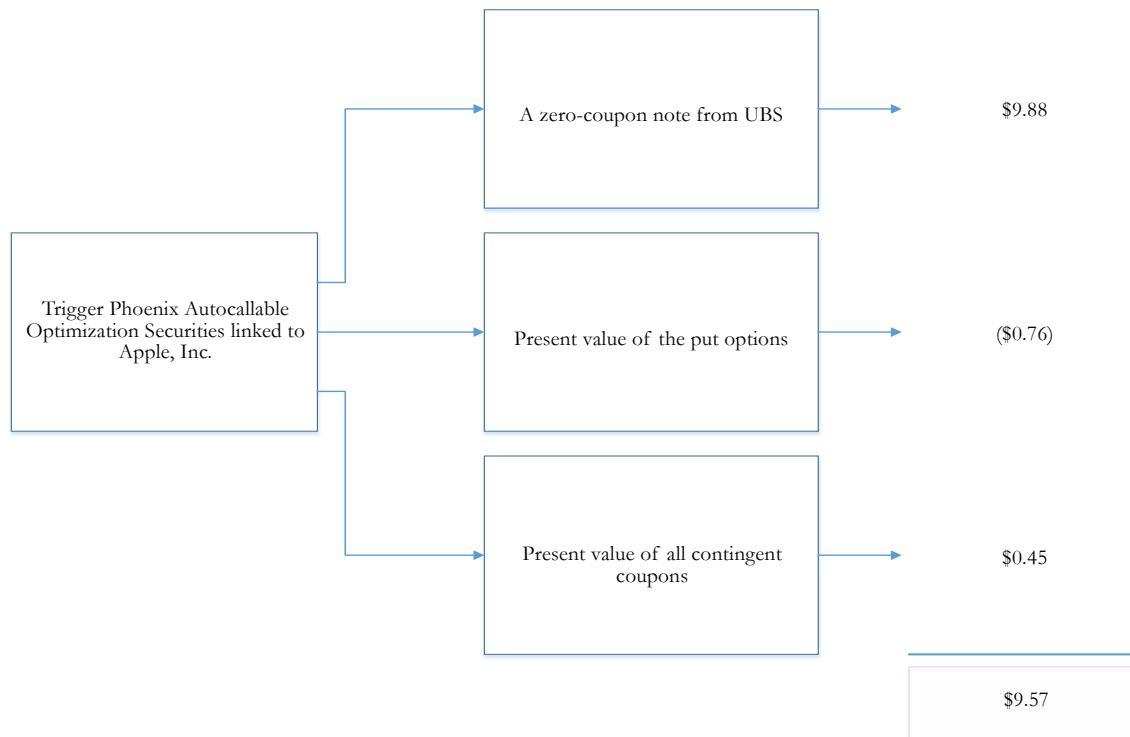 A zero-coupon note from UBS
$9.88
Trigger Phoenix Autocallable
Optimization Securities linked to
Apple, Inc.
Present value of the put options
($0.76)
Present value of all contingent
coupons
$0.45
$9.57